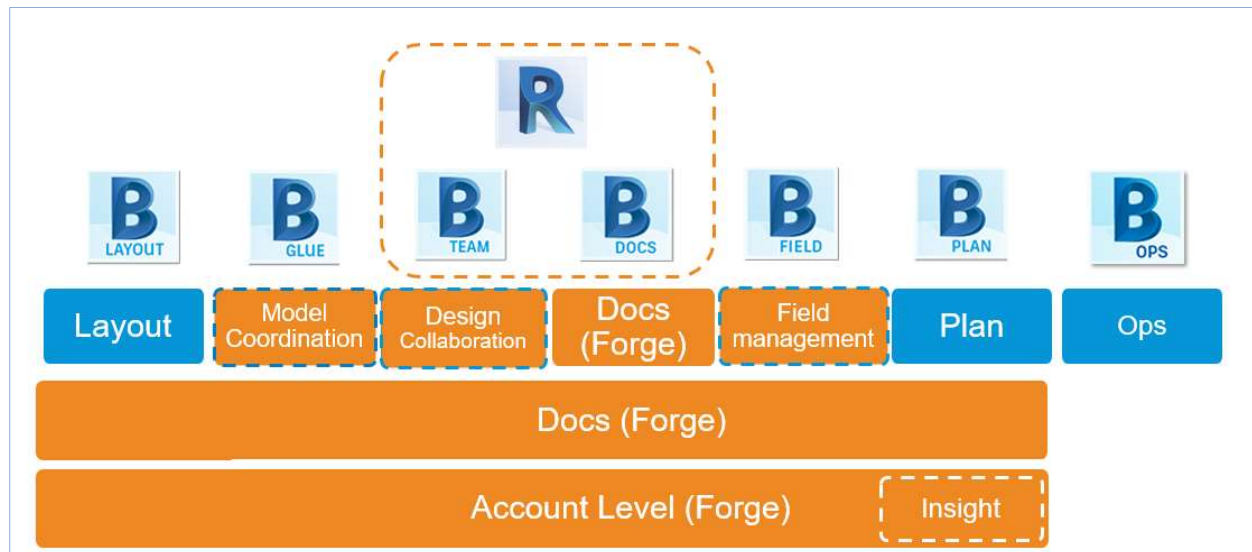 R
B
LAYOUT
B
GLUE
B
TEAM
B
DOCS
B
FIELD
B
PLAN
B
OPS
Layout
Model
Coordination
Design
Collaboration
Docs
(Forge)
Field
management
Plan
Ops
Docs (Forge)
Account Level (Forge)
Insight